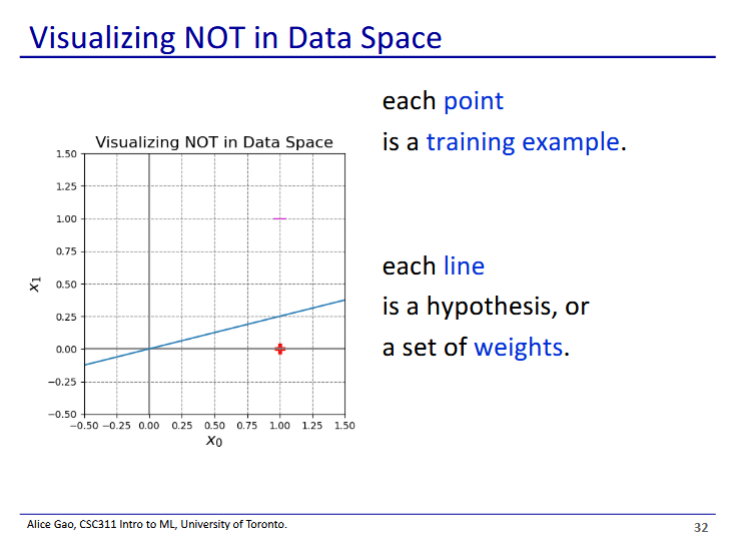 Visualizing NOT in Data Space
each point
is a training example.
Visualizing NOT in Data Space
1.50
1.25
1.00
0.75
0.50
0.25
0.00
−0.25
−0.50
x1
−0.50 −0.25 0.00 0.25 0.50 0.75 1.00 1.25 1.50
x0
each line
is a hypothesis, or
a set of weights.
Alice Gao, CSC311 Intro to ML, University of Toronto.
32